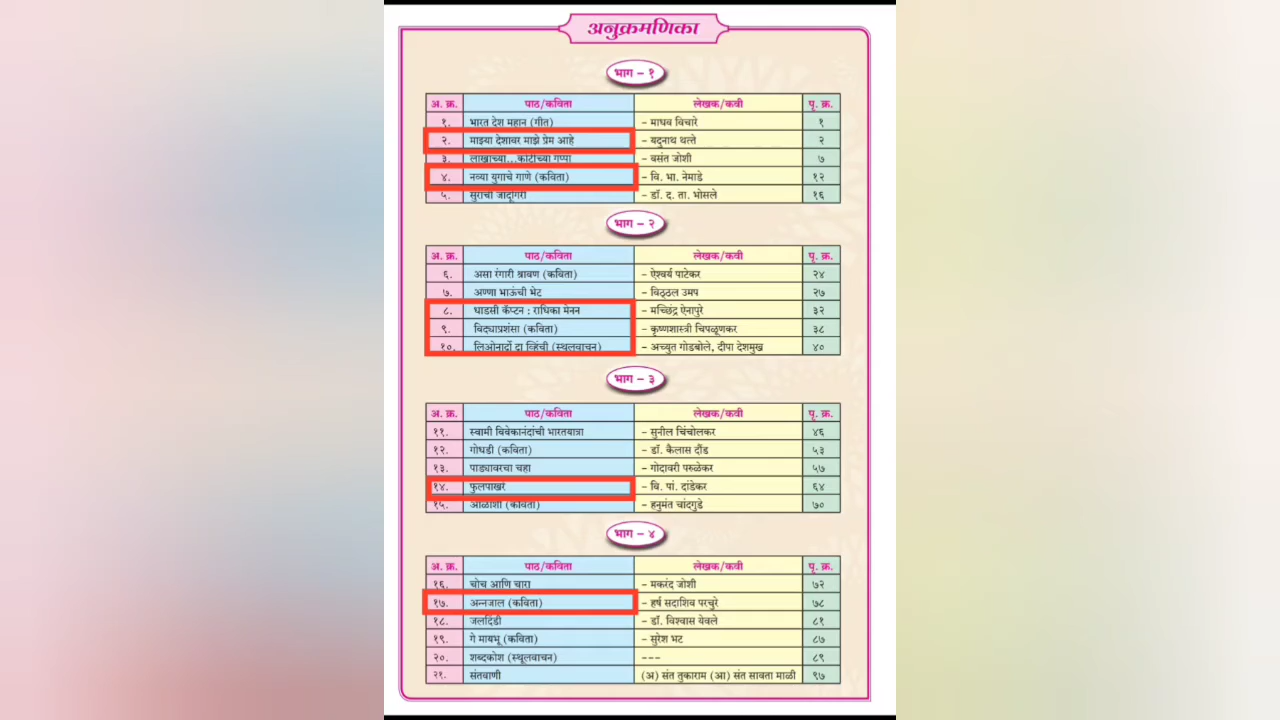 अनुक्रमणिका
भाग – १
अ. क्र. पाठ/कविता लेखक/कवी पृ. क्र.
१. भारत देश महान (गीत) – माधव विचारे १
२. माझ्या देशावर माझे प्रेम आहे – यदुनाथ थत्ते २
३. लाखाच्या...कोटीच्या गप्पा – वसंत जोशी ७
४. नव्या युगाचे गाणे (कविता) – वि. भा. नेमाडे १२
५. सुरांची जादूगिरी – डॉ. द. ता. भोसले १६
भाग – २
अ. क्र. पाठ/कविता लेखक/कवी पृ. क्र.
६. असा रंगारी श्रावण (कविता) – ऐश्वर्य पाटेकर २४
७. अण्णा भाऊंची भेट – विठ्ठल उमप २७
८. धाडसी कॅप्टन : राधिका मेनन – मच्छिंद्र ऐनापुरे ३२
९. विद्याप्रशंसा (कविता) – कृष्णशास्त्री चिपळूणकर ३८
१०. लिओनार्दो दा व्हिंची (स्थूलवाचन) – अच्युत गोडबोले, दीपा देशमुख ४०
भाग – ३
अ. क्र. पाठ/कविता लेखक/कवी पृ. क्र.
११. स्वामी विवेकानंदांची भारतयात्रा – सुनील चिंचोलकर ४६
१२. गोधडी (कविता) – डॉ. कैलास दौंड ५३
१३. पाड्यावरचा चहा – गोदावरी परुळेकर ५७
१४. फुलपाखरं – वि. पां. दांडेकर ६४
१५. आळाशी (कविता) – हनुमंत चांदगुडे ७०
भाग – ४
अ. क्र. पाठ/कविता लेखक/कवी पृ. क्र.
१६. चोच आणि चारा – मकरंद जोशी ७२
१७. अन्नजाल (कविता) – हर्ष सदाशिव परचुरे ७८
१८. जलदिंडी – डॉ. विश्वास येवले ८१
१९. गे मायभू (कविता) – सुरेश भट ८७
२०. शब्दकोश (स्थूलवाचन) --- ८९
२१. संतवाणी (अ) संत तुकाराम (आ) संत सावता माळी ९७